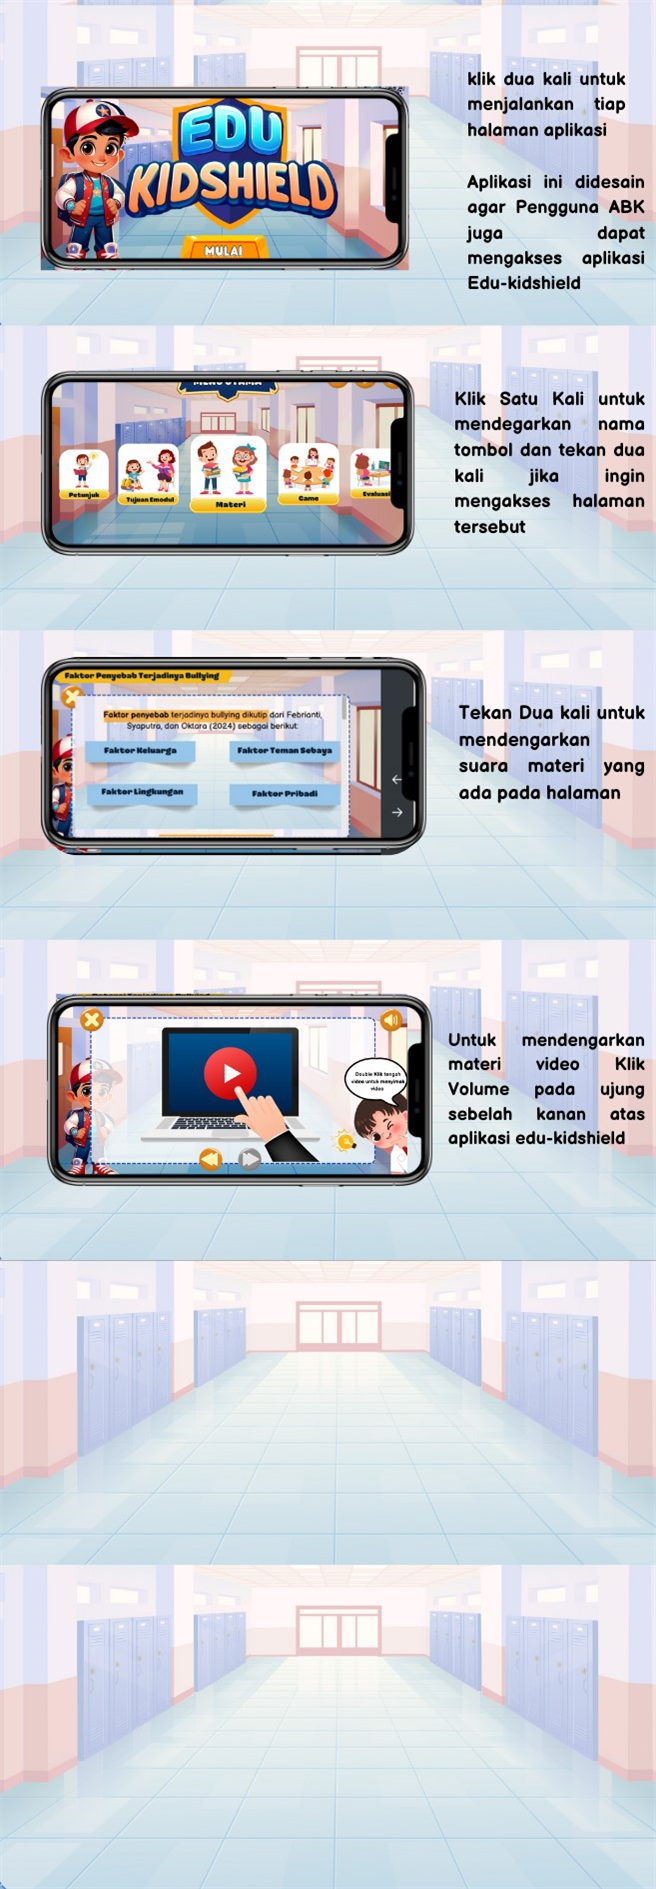 EDU
KIDSHIELD
MULAI
klik dua kali untuk
menjalankan tiap
halaman aplikasi
Aplikasi ini didesain
agar Pengguna ABK
juga dapat
mengakses aplikasi
Edu-kidshield
MENU UTAMA
Petunjuk
Tujuan Emodul
Materi
Game
Evaluasi
Klik Satu Kali untuk
mendegarkan nama
tombol dan tekan dua
kali jika ingin
mengakses halaman
tersebut
Faktor Penyebab Terjadinya Bullying
Faktor penyebab terjadinya bullying dikutip dari Febrianti,
Syaputra, dan Oktara (2024) sebagai berikut:
Faktor Keluarga
Faktor Teman Sebaya
Faktor Lingkungan
Faktor Pribadi
Tekan Dua kali untuk
mendengarkan
suara materi yang
ada pada halaman
Double Klik tengah
video untuk menyimak
video
Untuk mendengarkan
materi video Klik
Volume pada ujung
sebelah kanan atas
aplikasi edu-kidshield